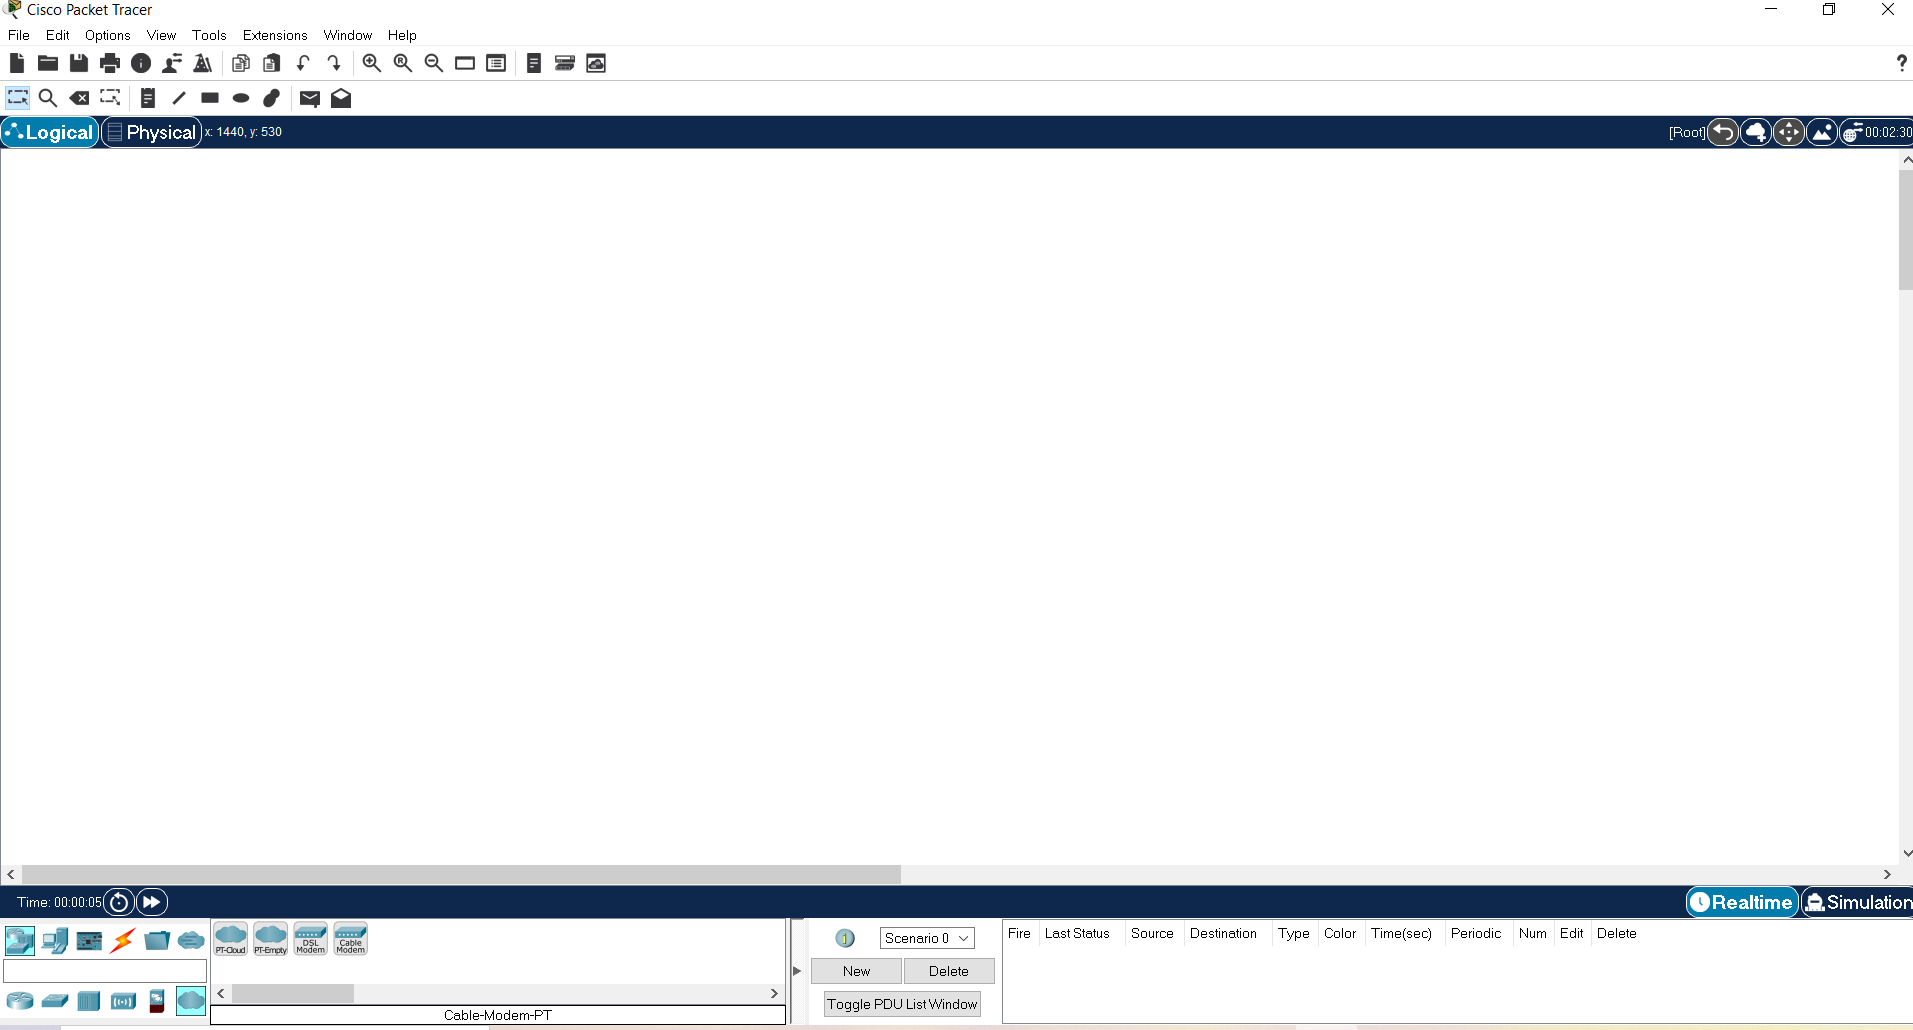 Cisco Packet Tracer
File Edit Options View Tools Extensions Window Help
?
Logical Physical x: 1440, y: 530 [Root] 00:02:30
Time: 00:00:05 Realtime Simulation
PT-Cloud PT-Empty DSL Modem Cable Modem
Cable-Modem-PT
Scenario 0
New Delete
Toggle PDU List Window
Fire Last Status Source Destination Type Color Time(sec) Periodic Num Edit Delete